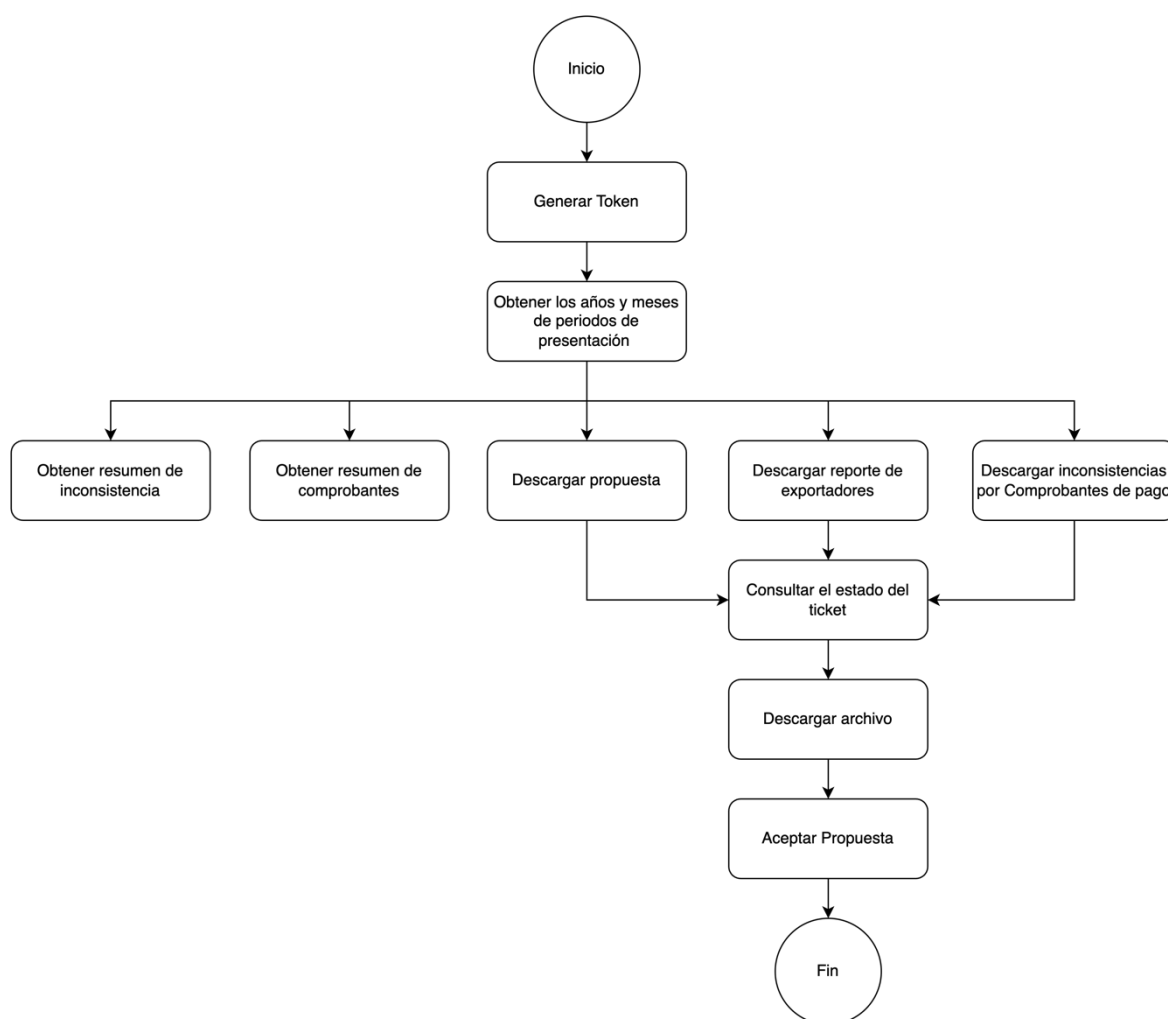 Inicio
Generar Token
Obtener los años y meses
de periodos de
presentación
Obtener resumen de
inconsistencia
Obtener resumen de
comprobantes
Descargar propuesta
Descargar reporte de
exportadores
Descargar inconsistencias
por Comprobantes de pago
Consultar el estado del
ticket
Descargar archivo
Aceptar Propuesta
Fin